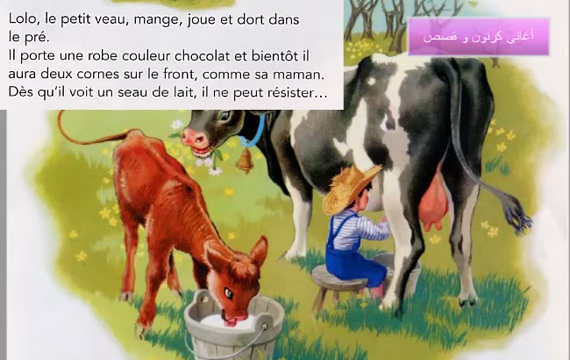 Lolo, le petit veau, mange, joue et dort dans
le pré.
Il porte une robe couleur chocolat et bientôt il
aura deux cornes sur le front, comme sa maman.
Dès qu'il voit un seau de lait, il ne peut résister...
أغاني كرتون و قصص